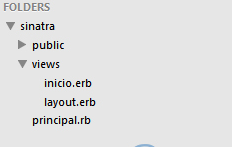 FOLDERS
sinatra
public
views
inicio.erb
layout.erb
principal.rb